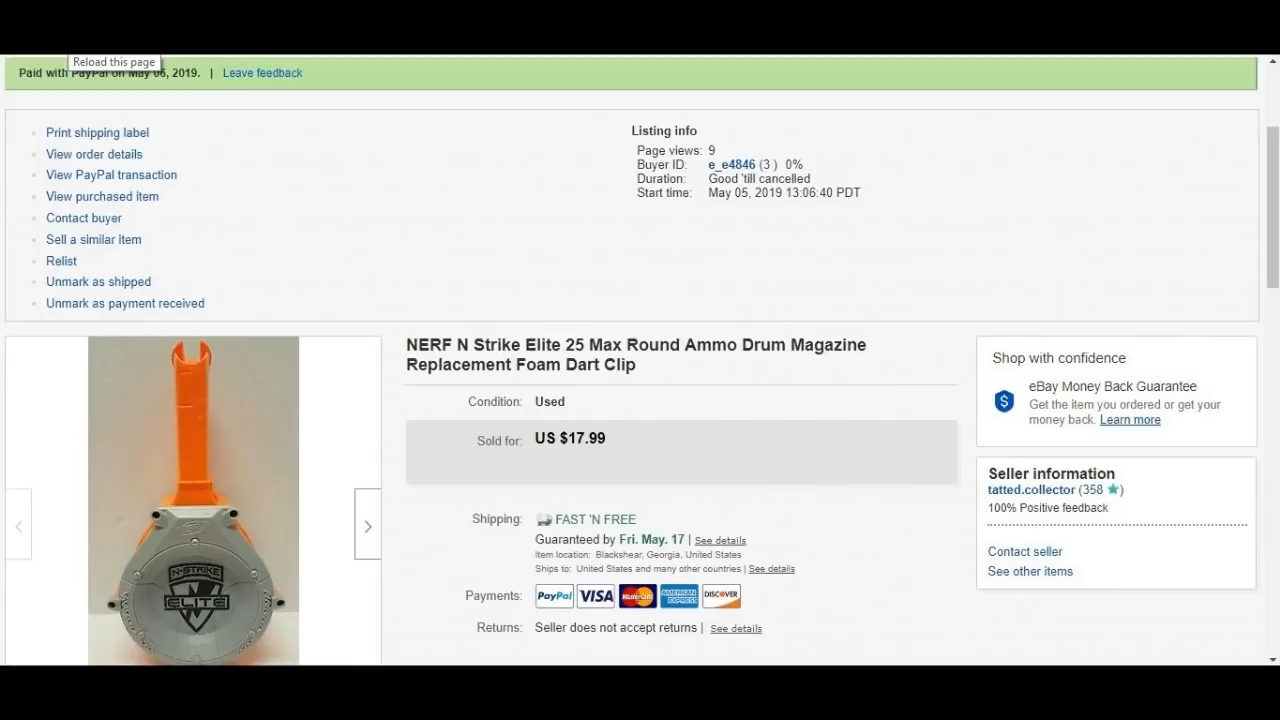 Reload this page
Paid with PayPal on May 06, 2019. | Leave feedback
Print shipping label
View order details
View PayPal transaction
View purchased item
Contact buyer
Sell a similar item
Relist
Unmark as shipped
Unmark as payment received
Listing info
Page views: 9
Buyer ID: e_e4846 (3 ) 0%
Duration: Good 'till cancelled
Start time: May 05, 2019 13:06:40 PDT
N-STRIKE
ELITE
NERF N Strike Elite 25 Max Round Ammo Drum Magazine
Replacement Foam Dart Clip
Condition: Used
Sold for: US $17.99
Shipping: FAST 'N FREE
Guaranteed by Fri. May. 17 | See details
Item location: Blackshear, Georgia, United States
Ships to: United States and many other countries | See details
Payments: PayPal VISA MasterCard AMERICAN EXPRESS DISCOVER
Returns: Seller does not accept returns | See details
Shop with confidence
eBay Money Back Guarantee
Get the item you ordered or get your
money back. Learn more
Seller information
tatted.collector (358 ★)
100% Positive feedback
Contact seller
See other items